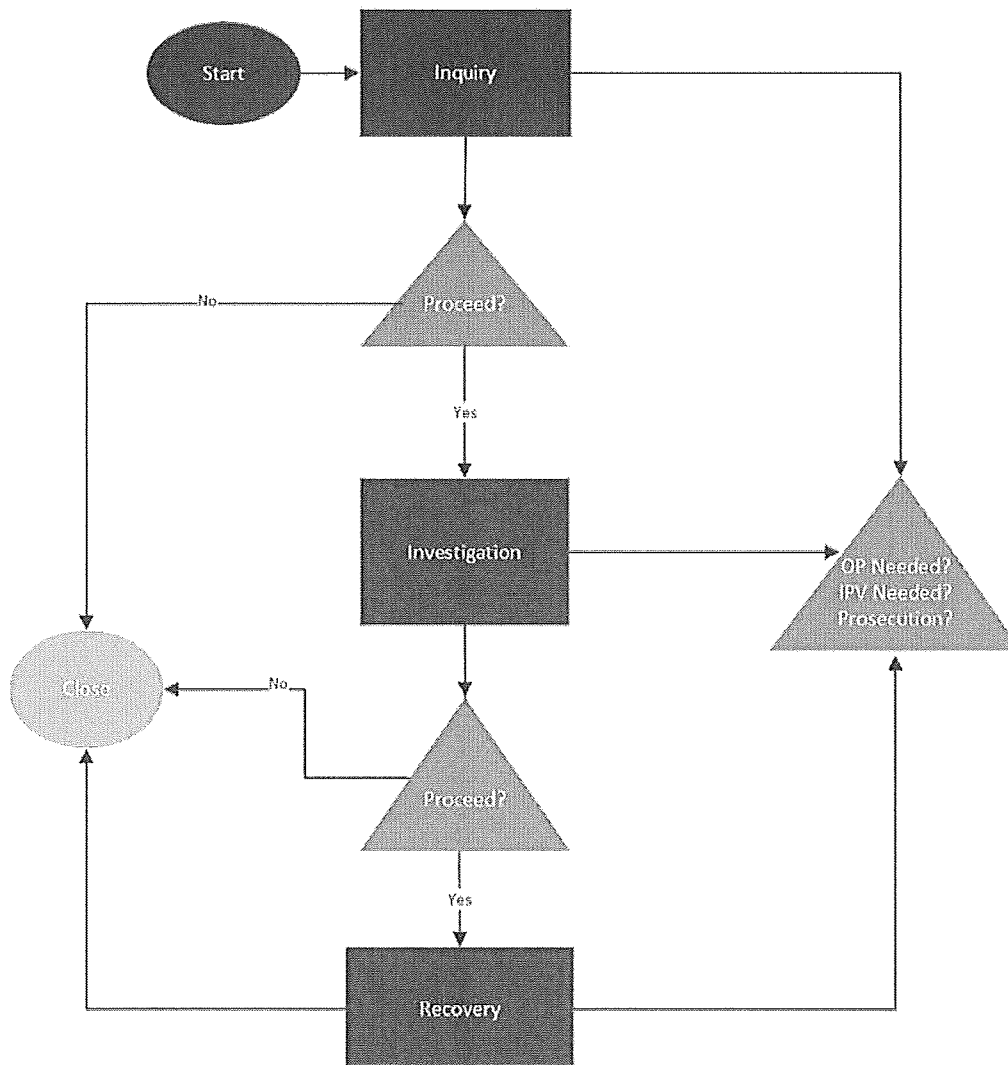 Start
Inquiry
No
Proceed?
Yes
Investigation
OP Needed?
IPV Needed?
Prosecution?
Close
No
Proceed?
Yes
Recovery